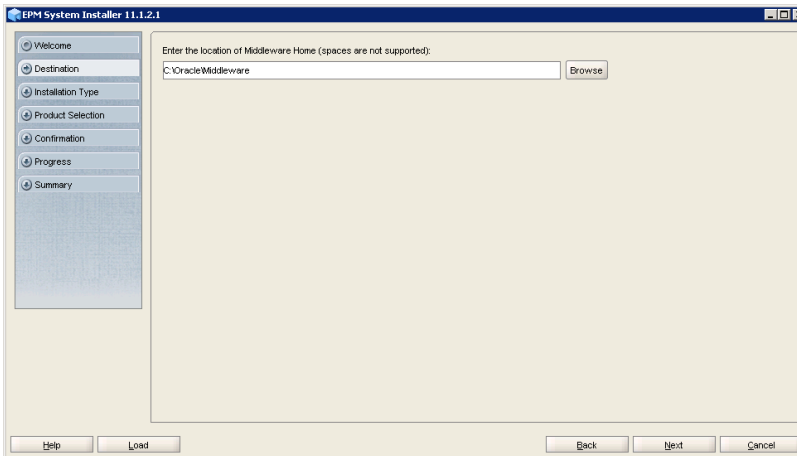 EPM System Installer 11.1.2.1
Welcome
Destination
Installation Type
Product Selection
Confirmation
Progress
Summary
Enter the location of Middleware Home (spaces are not supported):
C:\Oracle\Middleware
Browse
Help
Load
Back
Next
Cancel